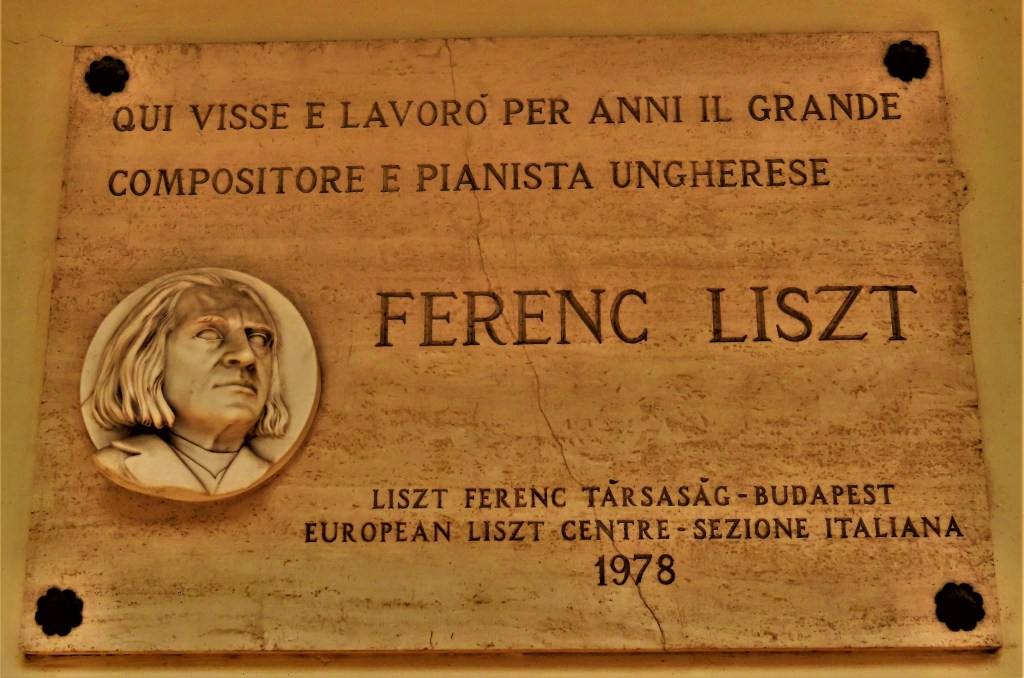 QUI VISSE E LAVORÓ PER ANNI IL GRANDE
COMPOSITORE E PIANISTA UNGHERESE
FERENC LISZT
LISZT FERENC TÁRSASÁG-BUDAPEST
EUROPEAN LISZT CENTRE-SEZIONE ITALIANA
1978